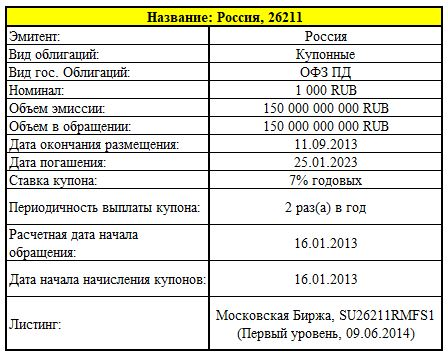 Название: Россия, 26211
Эмитент: Россия
Вид облигаций: Купонные
Вид гос. Облигаций: ОФЗ ПД
Номинал: 1 000 RUB
Объем эмиссии: 150 000 000 000 RUB
Объем в обращении: 150 000 000 000 RUB
Дата окончания размещения: 11.09.2013
Дата погашения: 25.01.2023
Ставка купона: 7% годовых
Периодичность выплаты купона: 2 раз(а) в год
Расчетная дата начала
обращения: 16.01.2013
Дата начала начисления купонов: 16.01.2013
Листинг: Московская Биржа, SU26211RMFS1
(Первый уровень, 09.06.2014)